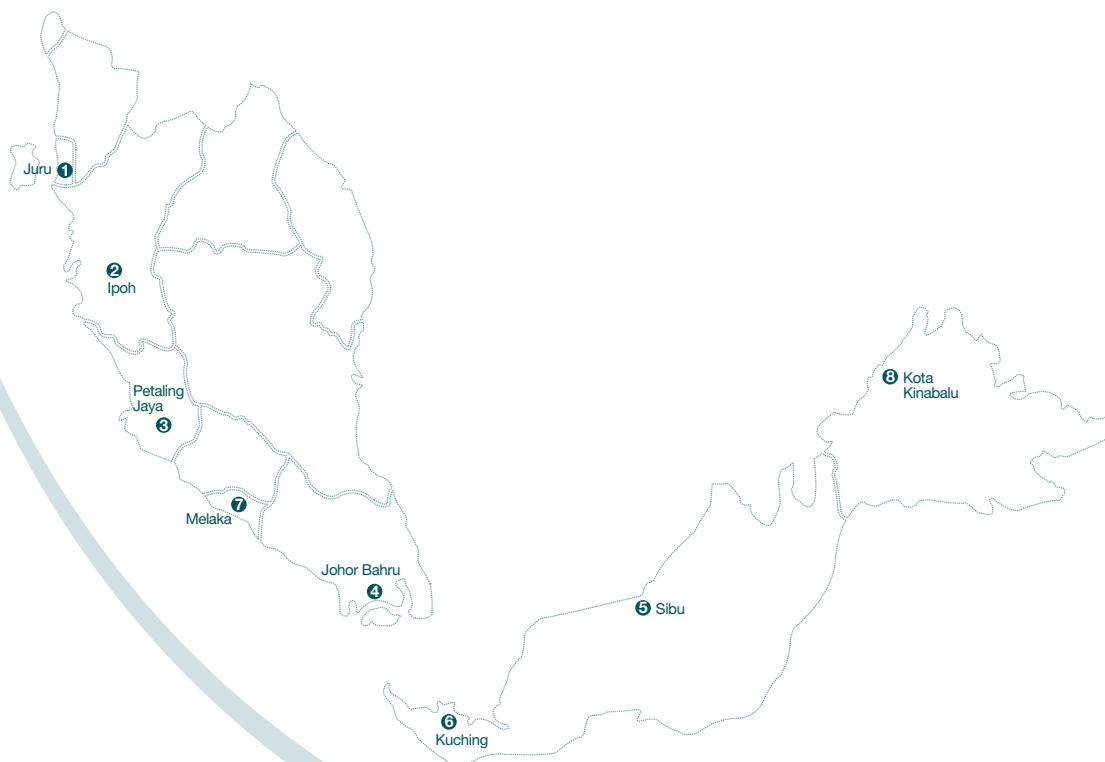 Juru 1
2
Ipoh
Petaling
Jaya
3
7
Melaka
Johor Bahru
4
8 Kota
Kinabalu
5 Sibu
6
Kuching